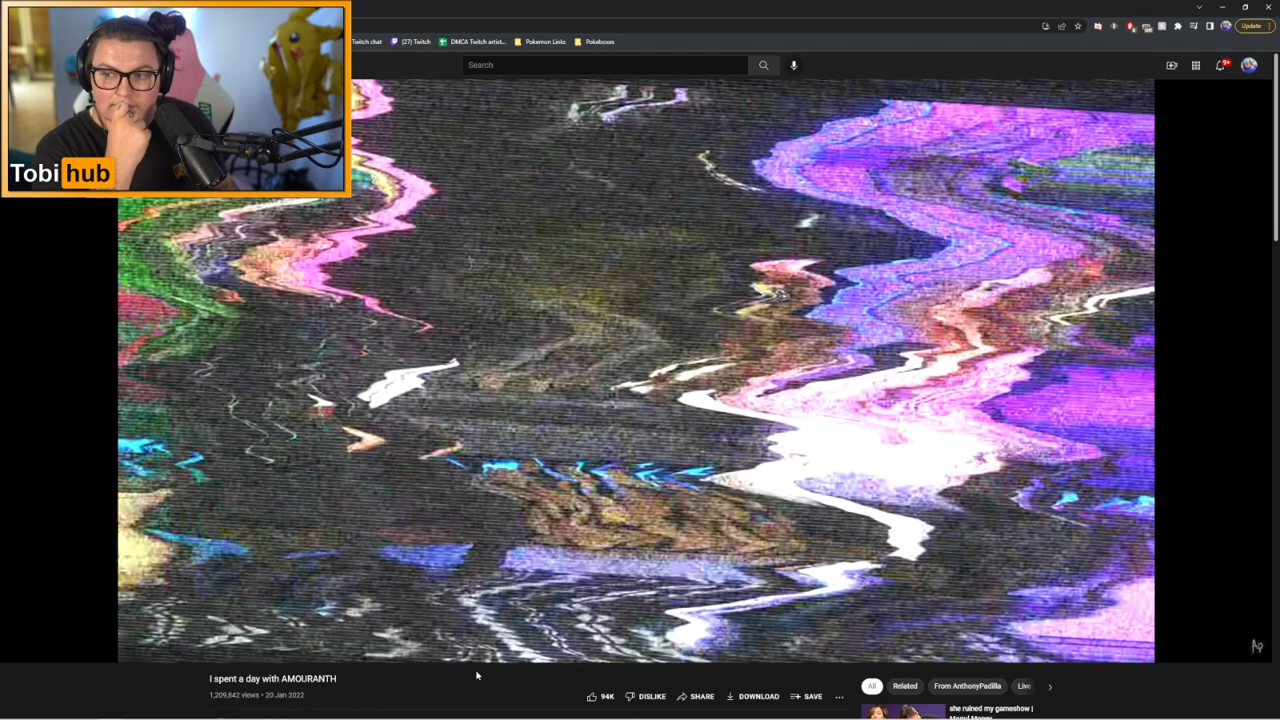 Update
Twitch chat
(27) Twitch
DMCA Twitch artist...
Pokemon Links
Pokeboxes
Search
9+
Tobi hub
I spent a day with AMOURANTH
1,209,842 views • 20 Jan 2022
94K
DISLIKE
SHARE
DOWNLOAD
SAVE
...
All
Related
From AnthonyPadilla
Live
she ruined my gameshow |